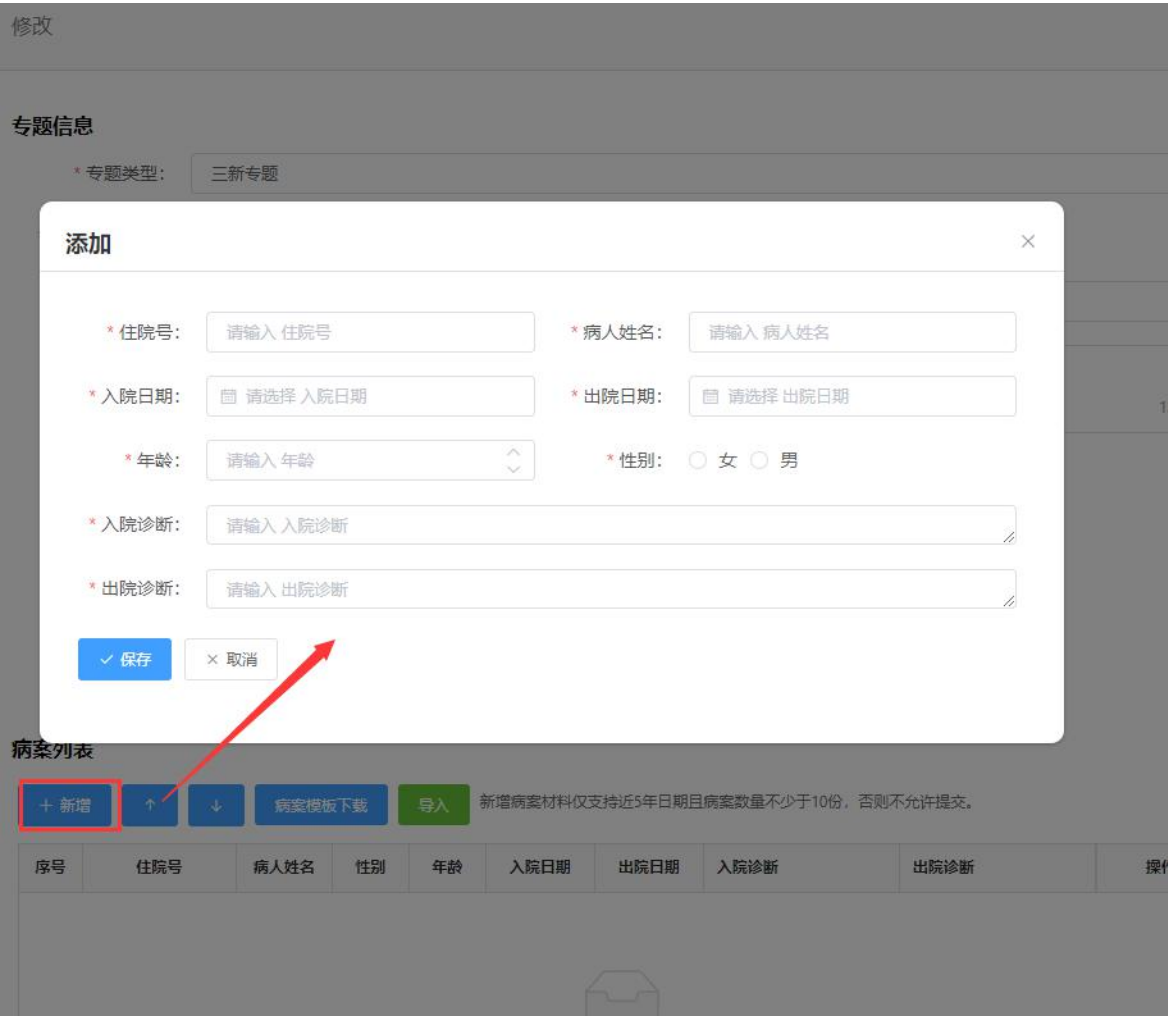 修改
专题信息
* 专题类型： 三新专题
添加
* 住院号： 请输入 住院号 * 病人姓名： 请输入 病人姓名
* 入院日期： 请选择 入院日期 * 出院日期： 请选择 出院日期
* 年龄： 请输入 年龄 * 性别： 女 男
* 入院诊断： 请输入 入院诊断
* 出院诊断： 请输入 出院诊断
保存 取消
病案列表
+ 新增 ↑ ↓ 病案模板下载 导入 新增病案材料仅支持近5年日期且病案数量不少于10份，否则不允许提交。
序号 住院号 病人姓名 性别 年龄 入院日期 出院日期 入院诊断 出院诊断 操作